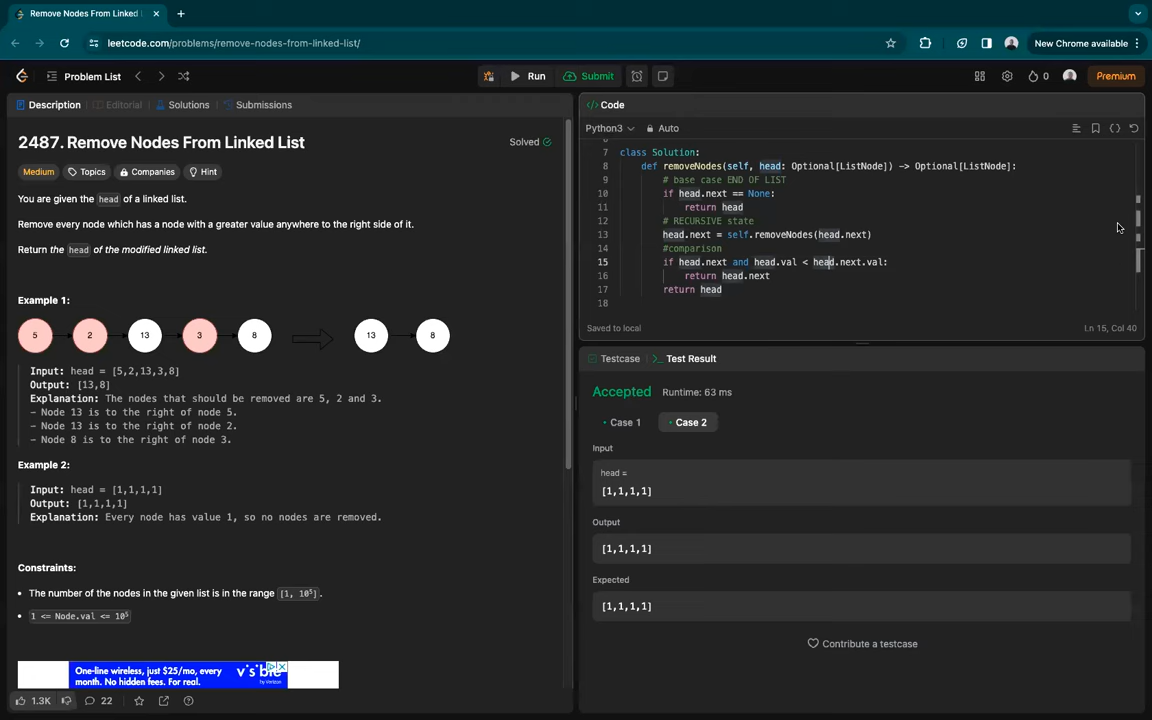 Remove Nodes From Linked L
leetcode.com/problems/remove-nodes-from-linked-list/
New Chrome available
Problem List
Run
Submit
0
Premium
Description
Editorial
Solutions
Submissions
2487. Remove Nodes From Linked List
Solved
Medium
Topics
Companies
Hint
You are given the head of a linked list.
Remove every node which has a node with a greater value anywhere to the right side of it.
Return the head of the modified linked list.
Example 1:
5 2 13 3 8 13 8
Input: head = [5,2,13,3,8]
Output: [13,8]
Explanation: The nodes that should be removed are 5, 2 and 3.
- Node 13 is to the right of node 5.
- Node 13 is to the right of node 2.
- Node 8 is to the right of node 3.
Example 2:
Input: head = [1,1,1,1]
Output: [1,1,1,1]
Explanation: Every node has value 1, so no nodes are removed.
Constraints:
• The number of the nodes in the given list is in the range [1, 10⁵].
• 1 <= Node.val <= 10⁵
One-line wireless, just $25/mo, every
month. No hidden fees. For real.
visible
by Verizon
1.3K
22
</> Code
Python3
Auto
7 class Solution:
8 def removeNodes(self, head: Optional[ListNode]) -> Optional[ListNode]:
9 # base case END OF LIST
10 if head.next == None:
11 return head
12 # RECURSIVE state
13 head.next = self.removeNodes(head.next)
14 #comparison
15 if head.next and head.val < head.next.val:
16 return head.next
17 return head
18
Saved to local
Ln 15, Col 40
Testcase
Test Result
Accepted
Runtime: 63 ms
• Case 1
• Case 2
Input
head =
[1,1,1,1]
Output
[1,1,1,1]
Expected
[1,1,1,1]
Contribute a testcase